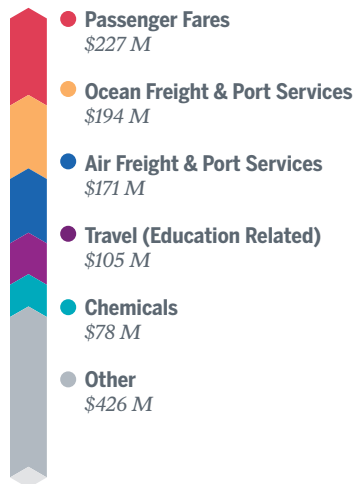 Passenger Fares
$227 M
Ocean Freight & Port Services
$194 M
Air Freight & Port Services
$171 M
Travel (Education Related)
$105 M
Chemicals
$78 M
Other
$426 M